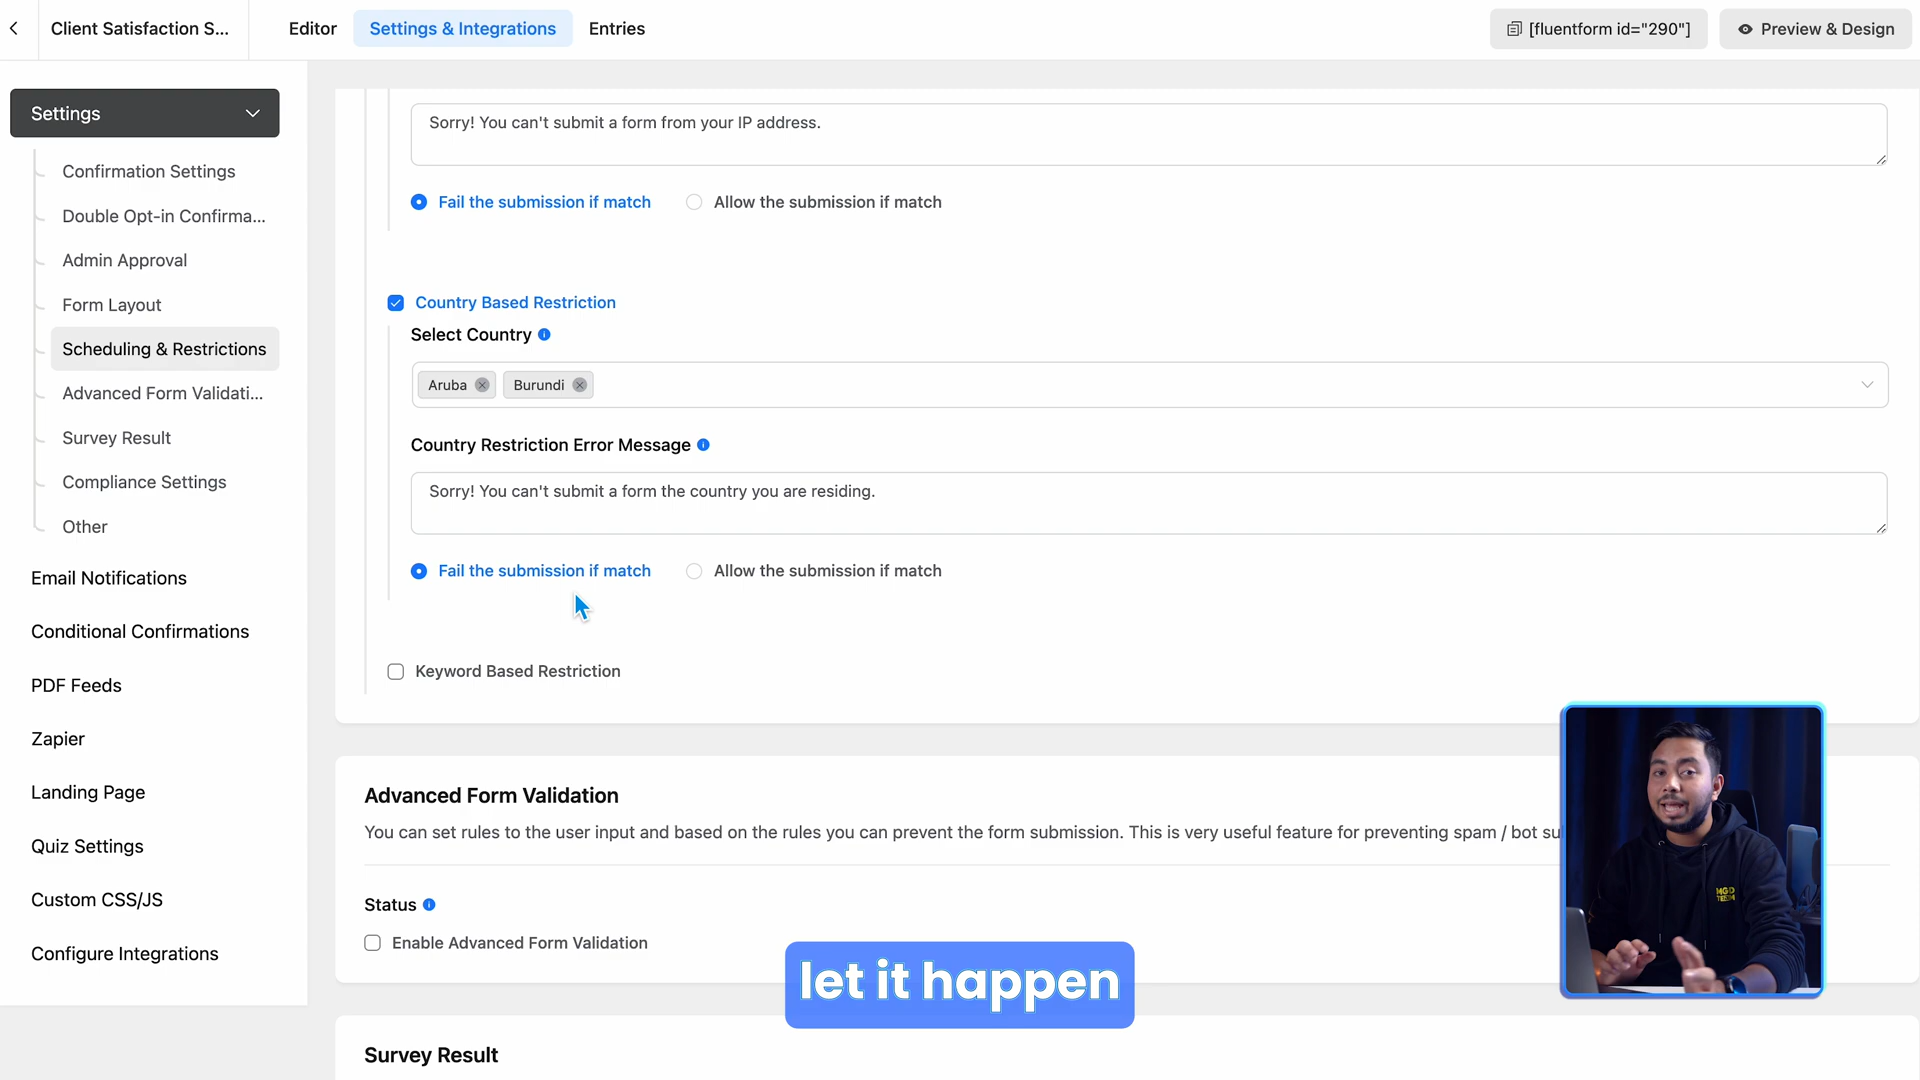 Client Satisfaction S...
Editor
Settings & Integrations
Entries
[fluentform id="290"]
Preview & Design
Settings
Confirmation Settings
Double Opt-in Confirma...
Admin Approval
Form Layout
Scheduling & Restrictions
Advanced Form Validati...
Survey Result
Compliance Settings
Other
Email Notifications
Conditional Confirmations
PDF Feeds
Zapier
Landing Page
Quiz Settings
Custom CSS/JS
Configure Integrations
Sorry! You can't submit a form from your IP address.
Fail the submission if match
Allow the submission if match
Country Based Restriction
Select Country
Aruba
Burundi
Country Restriction Error Message
Sorry! You can't submit a form the country you are residing.
Fail the submission if match
Allow the submission if match
Keyword Based Restriction
Advanced Form Validation
You can set rules to the user input and based on the rules you can prevent the form submission. This is very useful feature for preventing spam / bot su
Status
Enable Advanced Form Validation
let it happen
Survey Result